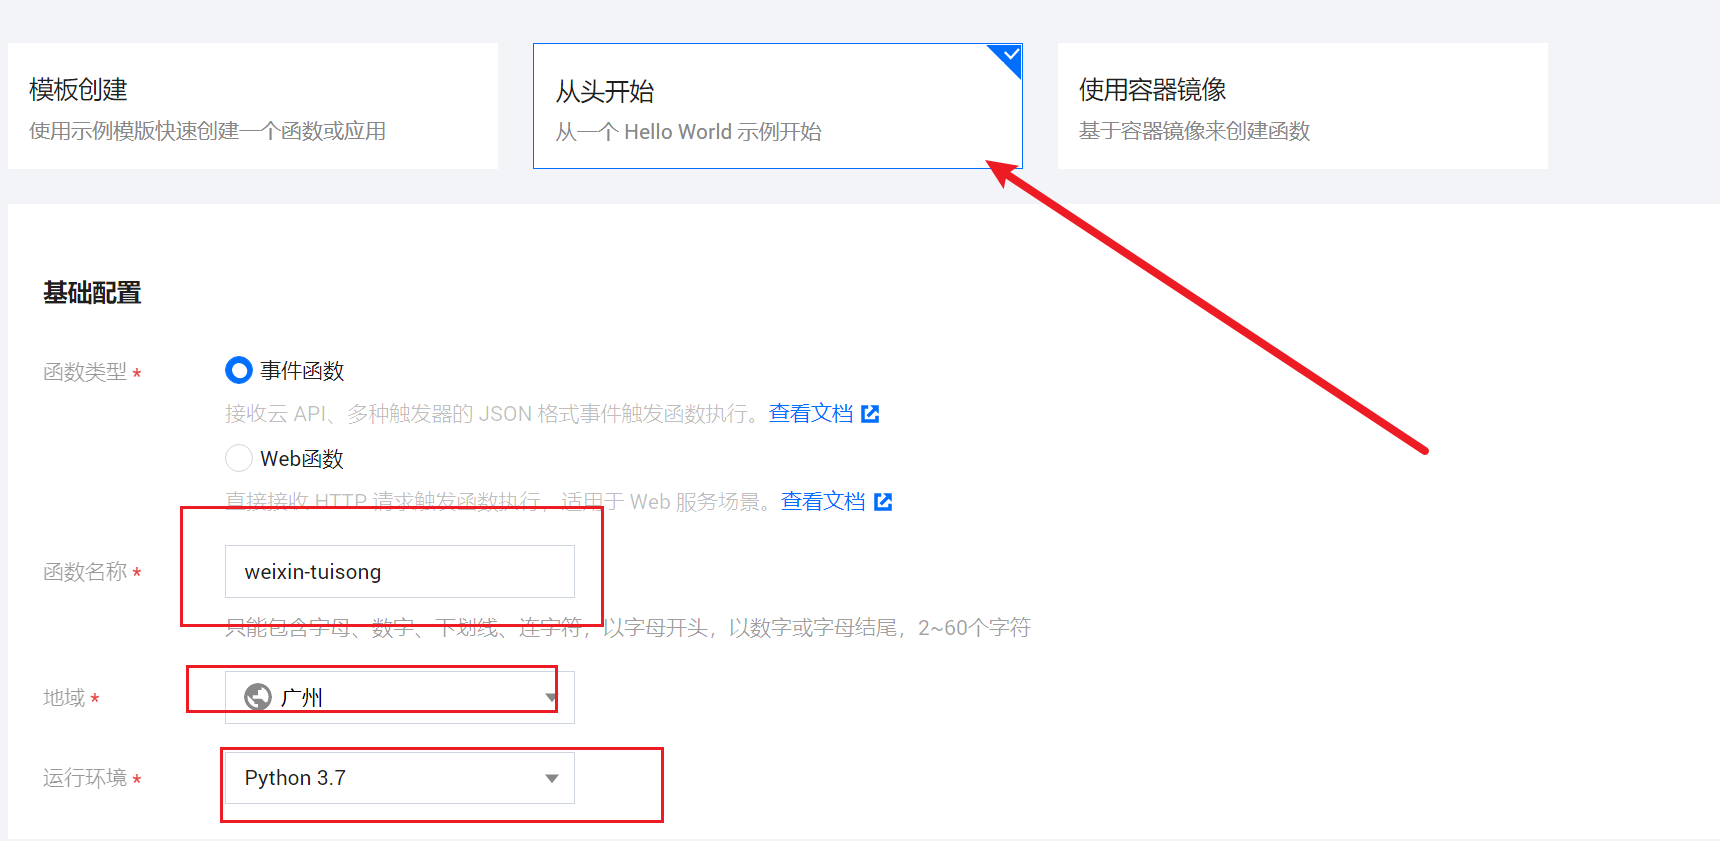 模板创建
使用示例模版快速创建一个函数或应用
从头开始
从一个 Hello World 示例开始
使用容器镜像
基于容器镜像来创建函数
基础配置
函数类型 *
事件函数
接收云 API、多种触发器的 JSON 格式事件触发函数执行。查看文档
Web函数
直接接收 HTTP 请求触发函数执行，适用于 Web 服务场景。查看文档
函数名称 *
weixin-tuisong
只能包含字母、数字、下划线、连字符，以字母开头，以数字或字母结尾，2~60个字符
地域 *
广州
运行环境 *
Python 3.7